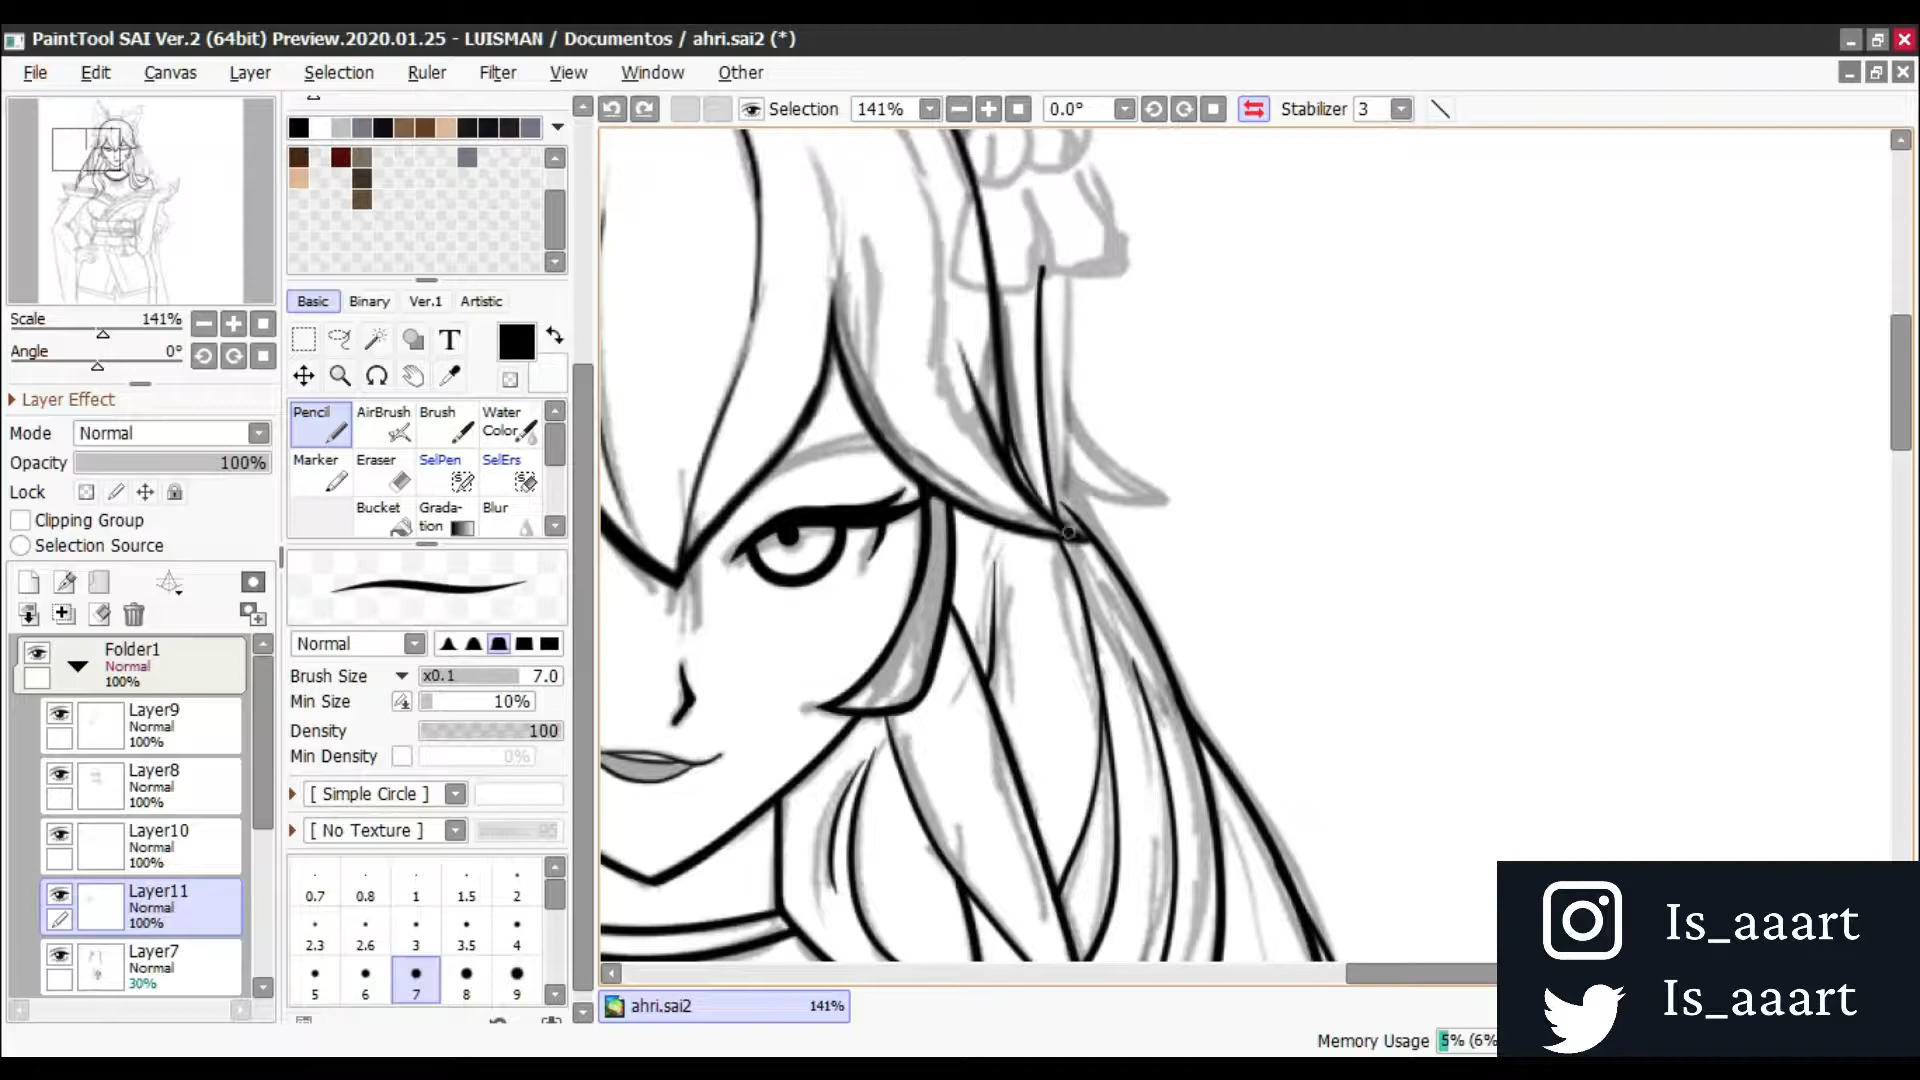 PaintTool SAI Ver.2 (64bit) Preview.2020.01.25 - LUISMAN / Documentos / ahri.sai2 (*)
File Edit Canvas Layer Selection Ruler Filter View Window Other
Selection 141% 0.0° Stabilizer 3
Scale 141%
Angle 0°
Layer Effect
Mode Normal
Opacity 100%
Lock
Clipping Group
Selection Source
Folder1
Normal
100%
Layer9
Normal
100%
Layer8
Normal
100%
Layer10
Normal
100%
Layer11
Normal
100%
Layer7
Normal
30%
Basic Binary Ver.1 Artistic
T
Pencil AirBrush Brush Water Color
Marker Eraser SelPen SelErs
Bucket Grada-tion Blur
Normal
Brush Size x0.1 7.0
Min Size 10%
Density 100
Min Density 0%
[ Simple Circle ]
[ No Texture ] 95
0.7 0.8 1 1.5 2
2.3 2.6 3 3.5 4
5 6 7 8 9
ahri.sai2 141%
Memory Usage 5% (6%
Is_aaart
Is_aaart